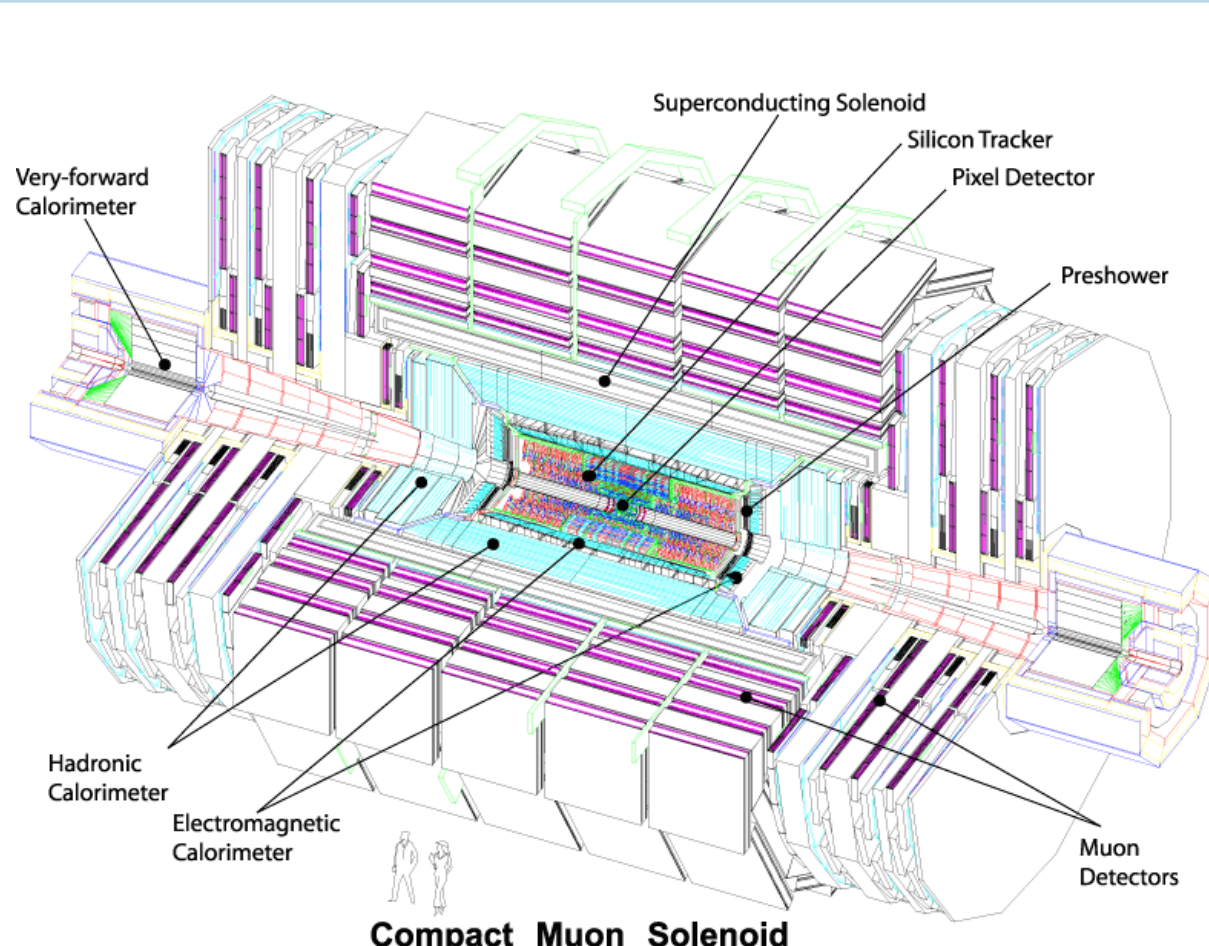 Superconducting Solenoid
Silicon Tracker
Very-forward
Calorimeter
Pixel Detector
Preshower
Hadronic
Calorimeter
Electromagnetic
Calorimeter
Muon
Detectors
Compact Muon Solenoid